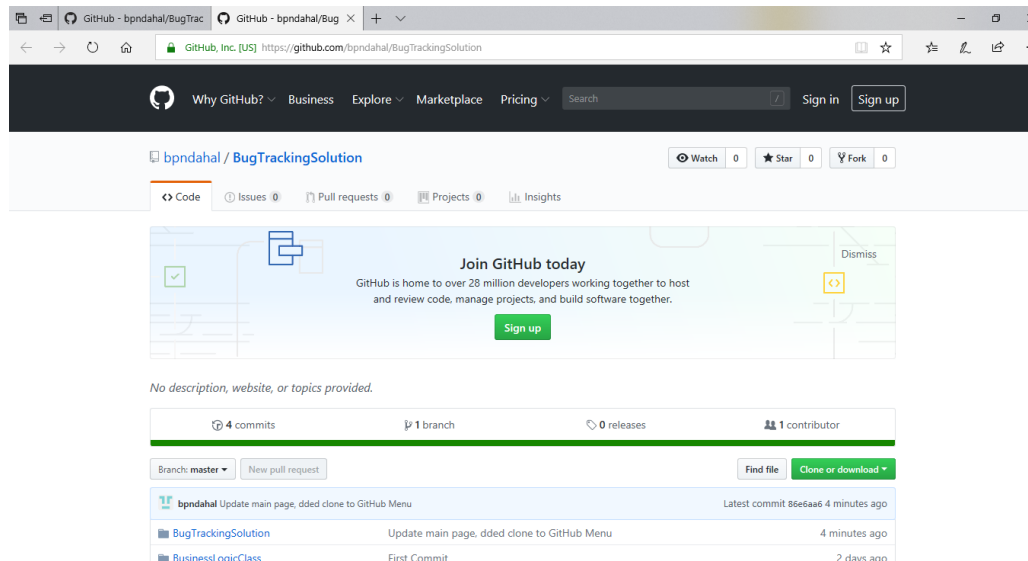 GitHub - bpndahal/BugTrac GitHub - bpndahal/Bug
GitHub, Inc. [US] https://github.com/bpndahal/BugTrackingSolution
Why GitHub? Business Explore Marketplace Pricing Search / Sign in Sign up
bpndahal / BugTrackingSolution Watch 0 Star 0 Fork 0
Code Issues 0 Pull requests 0 Projects 0 Insights
Join GitHub today
Dismiss
GitHub is home to over 28 million developers working together to host
and review code, manage projects, and build software together.
Sign up
No description, website, or topics provided.
4 commits 1 branch 0 releases 1 contributor
Branch: master New pull request Find file Clone or download
bpndahal Update main page, dded clone to GitHub Menu Latest commit 86e6aa6 4 minutes ago
BugTrackingSolution Update main page, dded clone to GitHub Menu 4 minutes ago
BusinessLogicClass First Commit 2 days ago